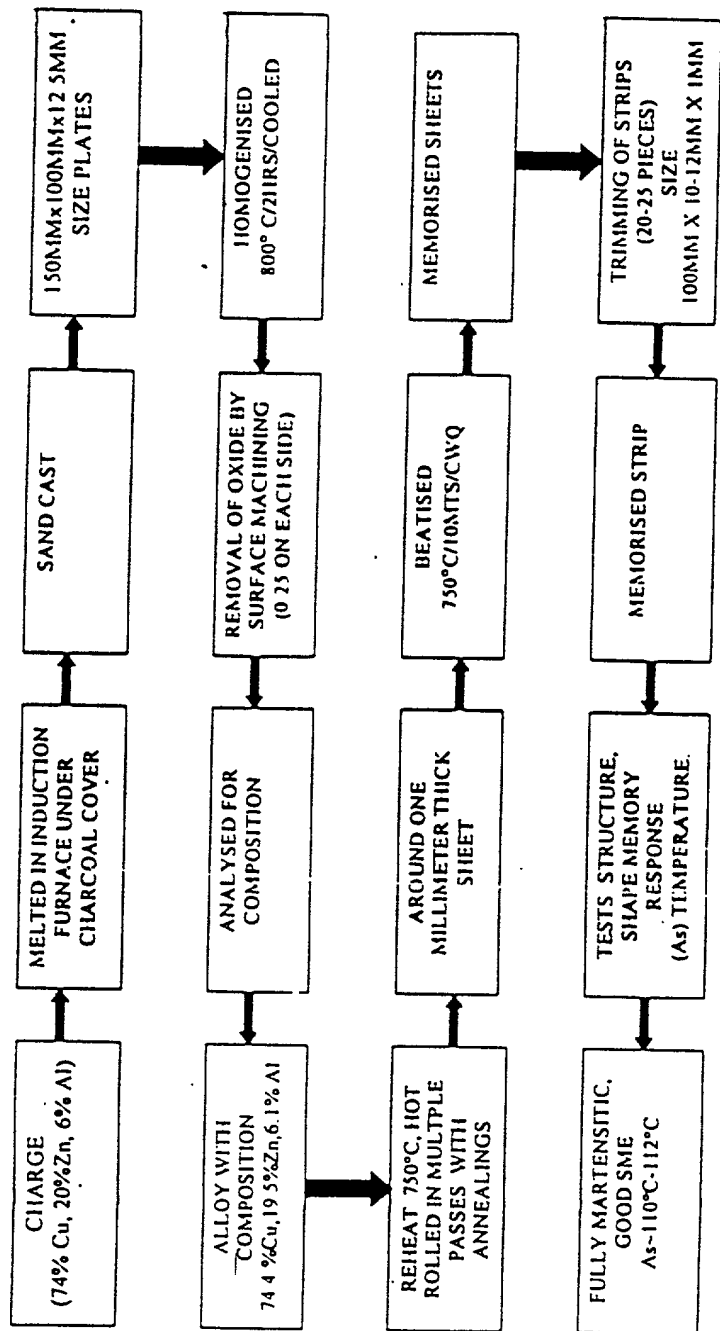 CHARGE
(74% Cu, 20%Zn, 6% Al)
MELTED IN INDUCTION
FURNACE UNDER
CHARCOAL COVER
SAND CAST
150MMx100MMx12 5MM
SIZE PLATES
HOMOGENISED
800° C/2HRS/COOLED
REMOVAL OF OXIDE BY
SURFACE MACHINING
(0 25 ON EACH SIDE)
ANALYSED FOR
COMPOSITION
ALLOY WITH
COMPOSITION
74 4 %Cu,19 5%Zn,6.1% Al
REHEAT 750°C, HOT
ROLLED IN MULTPLE
PASSES WITH
ANNEALINGS
AROUND ONE
MILLIMETER THICK
SHEET
BEATISED
750°C/10MTS/CWQ
MEMORISED SHEETS
TRIMMING OF STRIPS
(20-25 PIECES)
SIZE
100MM X 10-12MM X 1MM
MEMORISED STRIP
TESTS STRUCTURE,
SHAPE MEMORY
RESPONSE
(As) TEMPERATURE.
FULLY MARTENSITIC,
GOOD SME
As~110°C-112°C